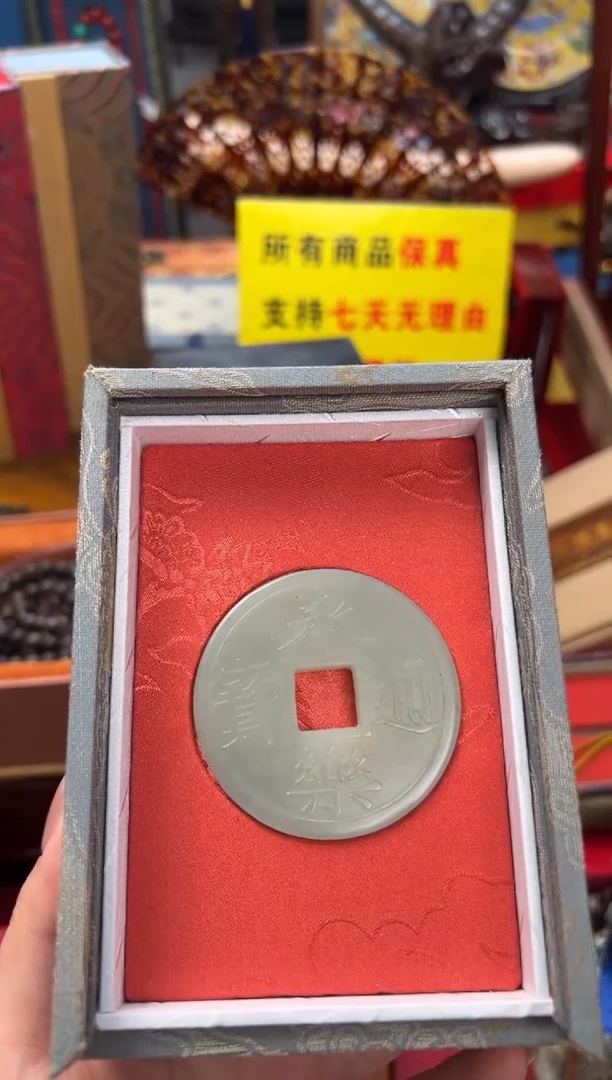 所有商品保真
支持七天无理由
永樂通寶